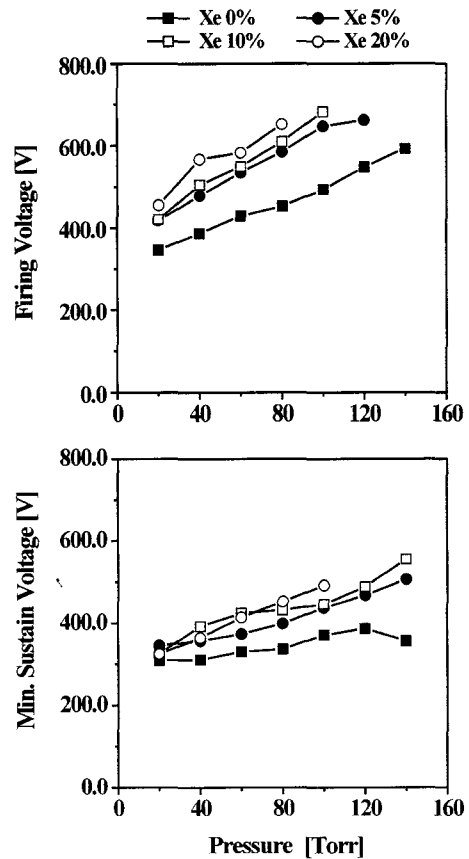 Xe 0% Xe 5%
Xe 10% Xe 20%
800.0
600.0
400.0
200.0
0.0
Firing Voltage [V]
0 40 80 120 160
800.0
600.0
400.0
200.0
0.0
Min. Sustain Voltage [V]
0 40 80 120 160
Pressure [Torr]